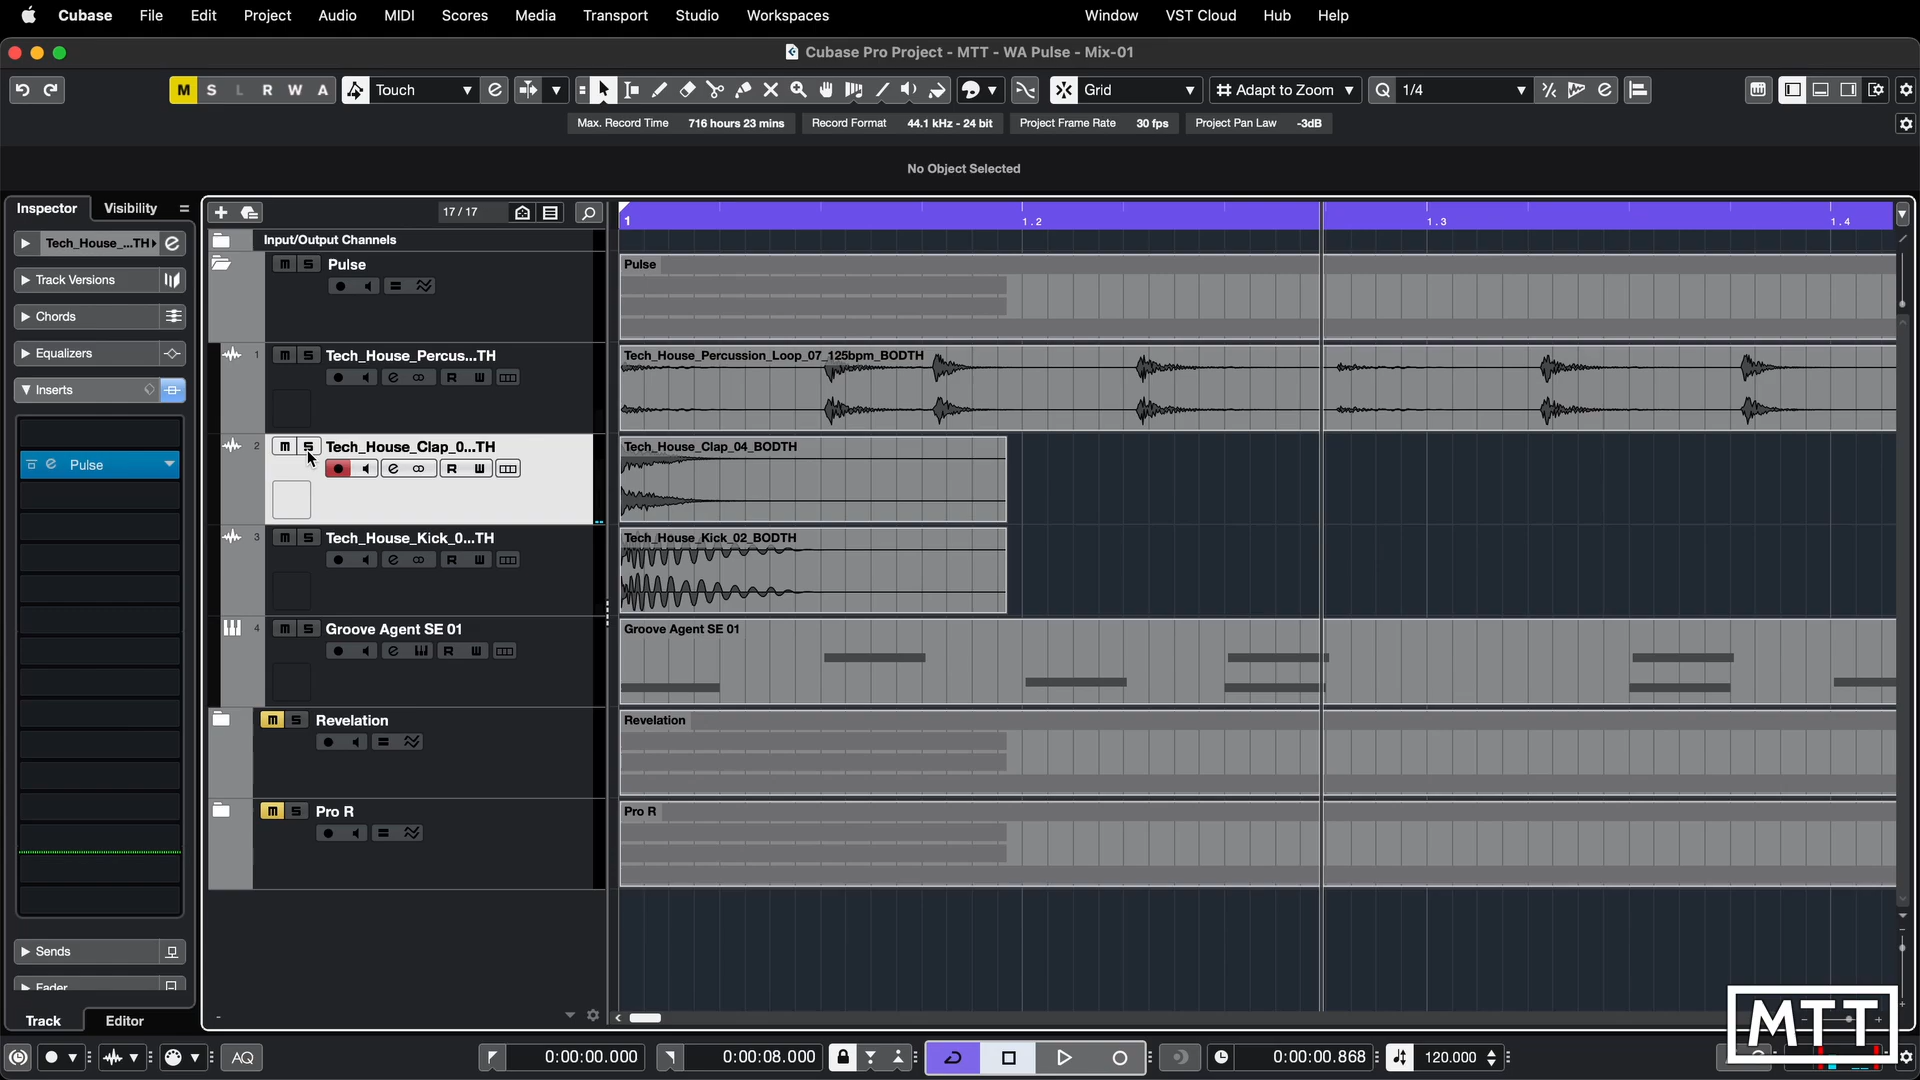 Cubase File Edit Project Audio MIDI Scores Media Transport Studio Workspaces Window VST Cloud Hub Help
Cubase Pro Project - MTT - WA Pulse - Mix-01
M S L R W A Touch Grid Adapt to Zoom Q 1/4
Max. Record Time 716 hours 23 mins Record Format 44.1 kHz - 24 bit Project Frame Rate 30 fps Project Pan Law -3dB
No Object Selected
Inspector Visibility
17 / 17
1 1.2 1.3 1.4
Input/Output Channels
Tech_House_...TH
Track Versions
Chords
Equalizers
Inserts
Pulse
Sends
Fader
Track Editor
M S Pulse
Pulse
1 M S Tech_House_Percus...TH
R W
Tech_House_Percussion_Loop_07_125bpm_BODTH
2 M S Tech_House_Clap_0...TH
R W
Tech_House_Clap_04_BODTH
3 M S Tech_House_Kick_0...TH
R W
Tech_House_Kick_02_BODTH
4 M S Groove Agent SE 01
R W
Groove Agent SE 01
M S Revelation
Revelation
M S Pro R
Pro R
MTT
AQ 0:00:00.000 0:00:08.000 0:00:00.868 120.000